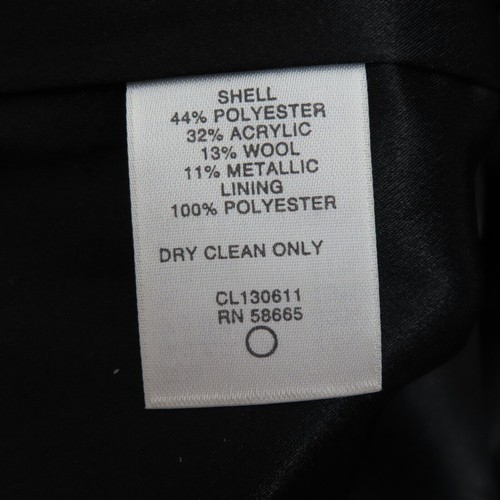 SHELL
44% POLYESTER
32% ACRYLIC
13% WOOL
11% METALLIC
LINING
100% POLYESTER
DRY CLEAN ONLY
CL130611
RN 58665